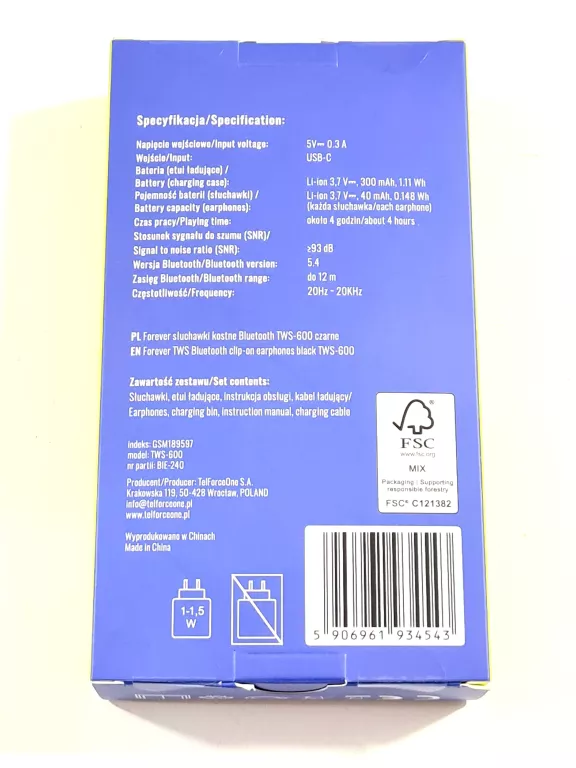 Specyfikacja/Specification:
Napięcie wejściowe/Input voltage: 5V⎓ 0.3 A
Wejście/Input: USB-C
Bateria (etui ładujące) /
Battery (charging case): Li-ion 3,7 V⎓, 300 mAh, 1.11 Wh
Pojemność baterii (słuchawki) / Li-ion 3,7 V⎓, 40 mAh, 0.148 Wh
Battery capacity (earphones): (każda słuchawka/each earphone)
Czas pracy/Playing time: około 4 godzin/about 4 hours
Stosunek sygnału do szumu (SNR)/
Signal to noise ratio (SNR): ≥93 dB
Wersja Bluetooth/Bluetooth version: 5.4
Zasięg Bluetooth/Bluetooth range: do 12 m
Częstotliwość/Frequency: 20Hz - 20KHz
PL Forever słuchawki kostne Bluetooth TWS-600 czarne
EN Forever TWS Bluetooth clip-on earphones black TWS-600
Zawartość zestawu/Set contents:
Słuchawki, etui ładujące, instrukcja obsługi, kabel ładujący/
Earphones, charging bin, instruction manual, charging cable
indeks: GSM189597
model: TWS-600
nr partii: BIE-240
Producent/Producer: TelForceOne S.A.
Krakowska 119, 50-428 Wrocław, POLAND
info@telforceone.com
www.telforceone.com
Wyprodukowano w Chinach
Made in China
FSC
www.fsc.org
MIX
Packaging | Supporting
responsible forestry
FSC® C121382
1-1,5
W
5 906961 934543